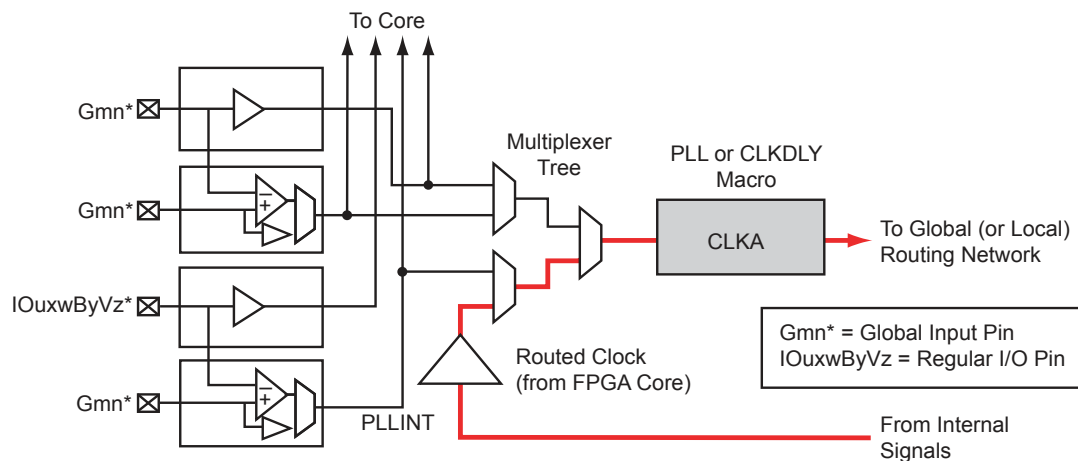 To Core
Gmn*
Multiplexer
Tree
PLL or CLKDLY
Macro
Gmn*
−
+
CLKA
To Global (or Local)
Routing Network
IOuxwByVz*
Gmn* = Global Input Pin
IOuxwByVz = Regular I/O Pin
Routed Clock
(from FPGA Core)
Gmn*
−
+
PLLINT
From Internal
Signals